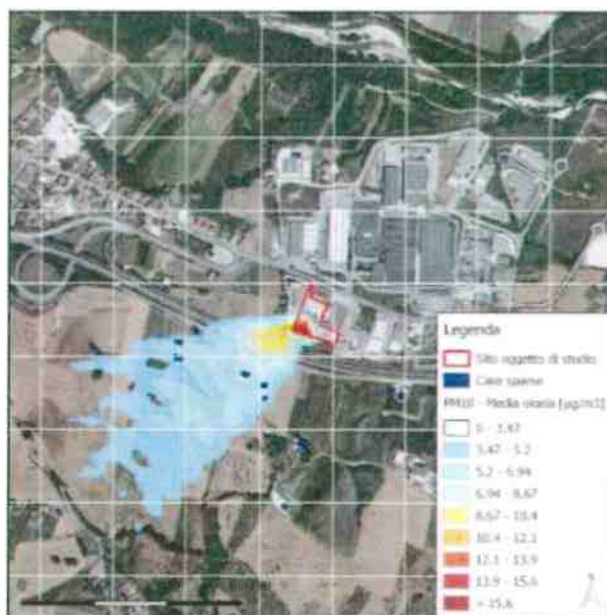 Legenda
Sito oggetto di studio
Case sparse
PM10 - Media oraria [µg/m3]
0 - 3.47
3.47 - 5.2
5.2 - 6.94
6.94 - 8.67
8.67 - 10.4
10.4 - 12.1
12.1 - 13.9
13.9 - 15.6
> 15.6